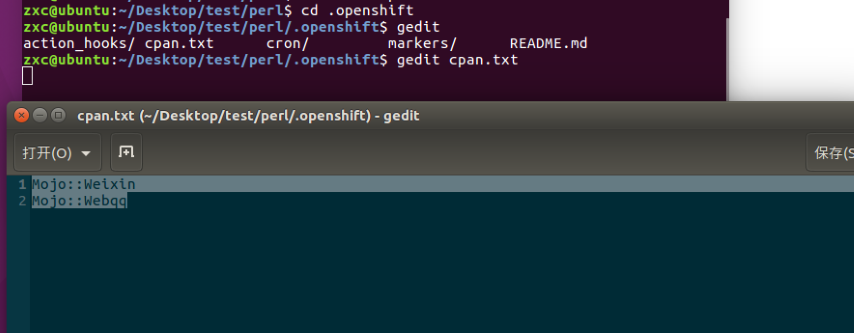 zxc@ubuntu:~/Desktop/test/perl$ cd .openshift
zxc@ubuntu:~/Desktop/test/perl/.openshift$ gedit
action_hooks/ cpan.txt      cron/         markers/      README.md
zxc@ubuntu:~/Desktop/test/perl/.openshift$ gedit cpan.txt
cpan.txt (~/Desktop/test/perl/.openshift) - gedit
打开(O) 保存(S
1 Mojo::Weixin
2 Mojo::Webqq